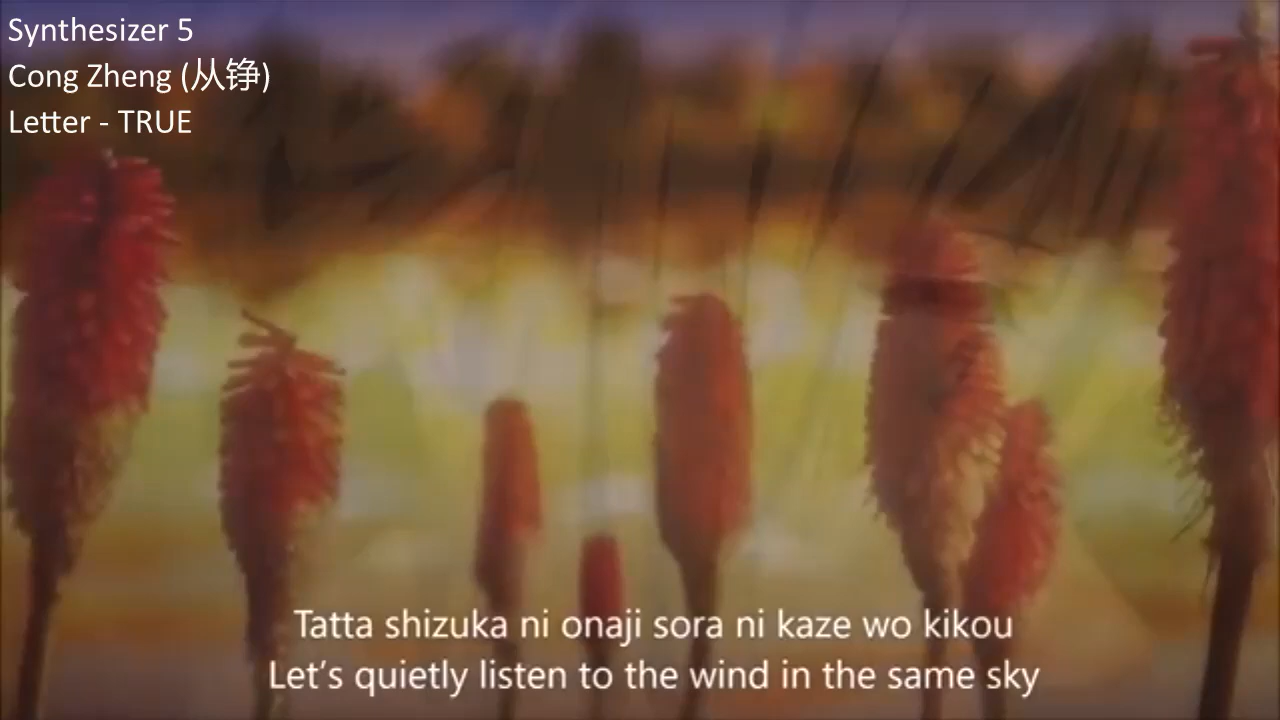 Synthesizer 5
Cong Zheng (从铮)
Letter - TRUE
Tatta shizuka ni onaji sora ni kaze wo kikou
Let's quietly listen to the wind in the same sky